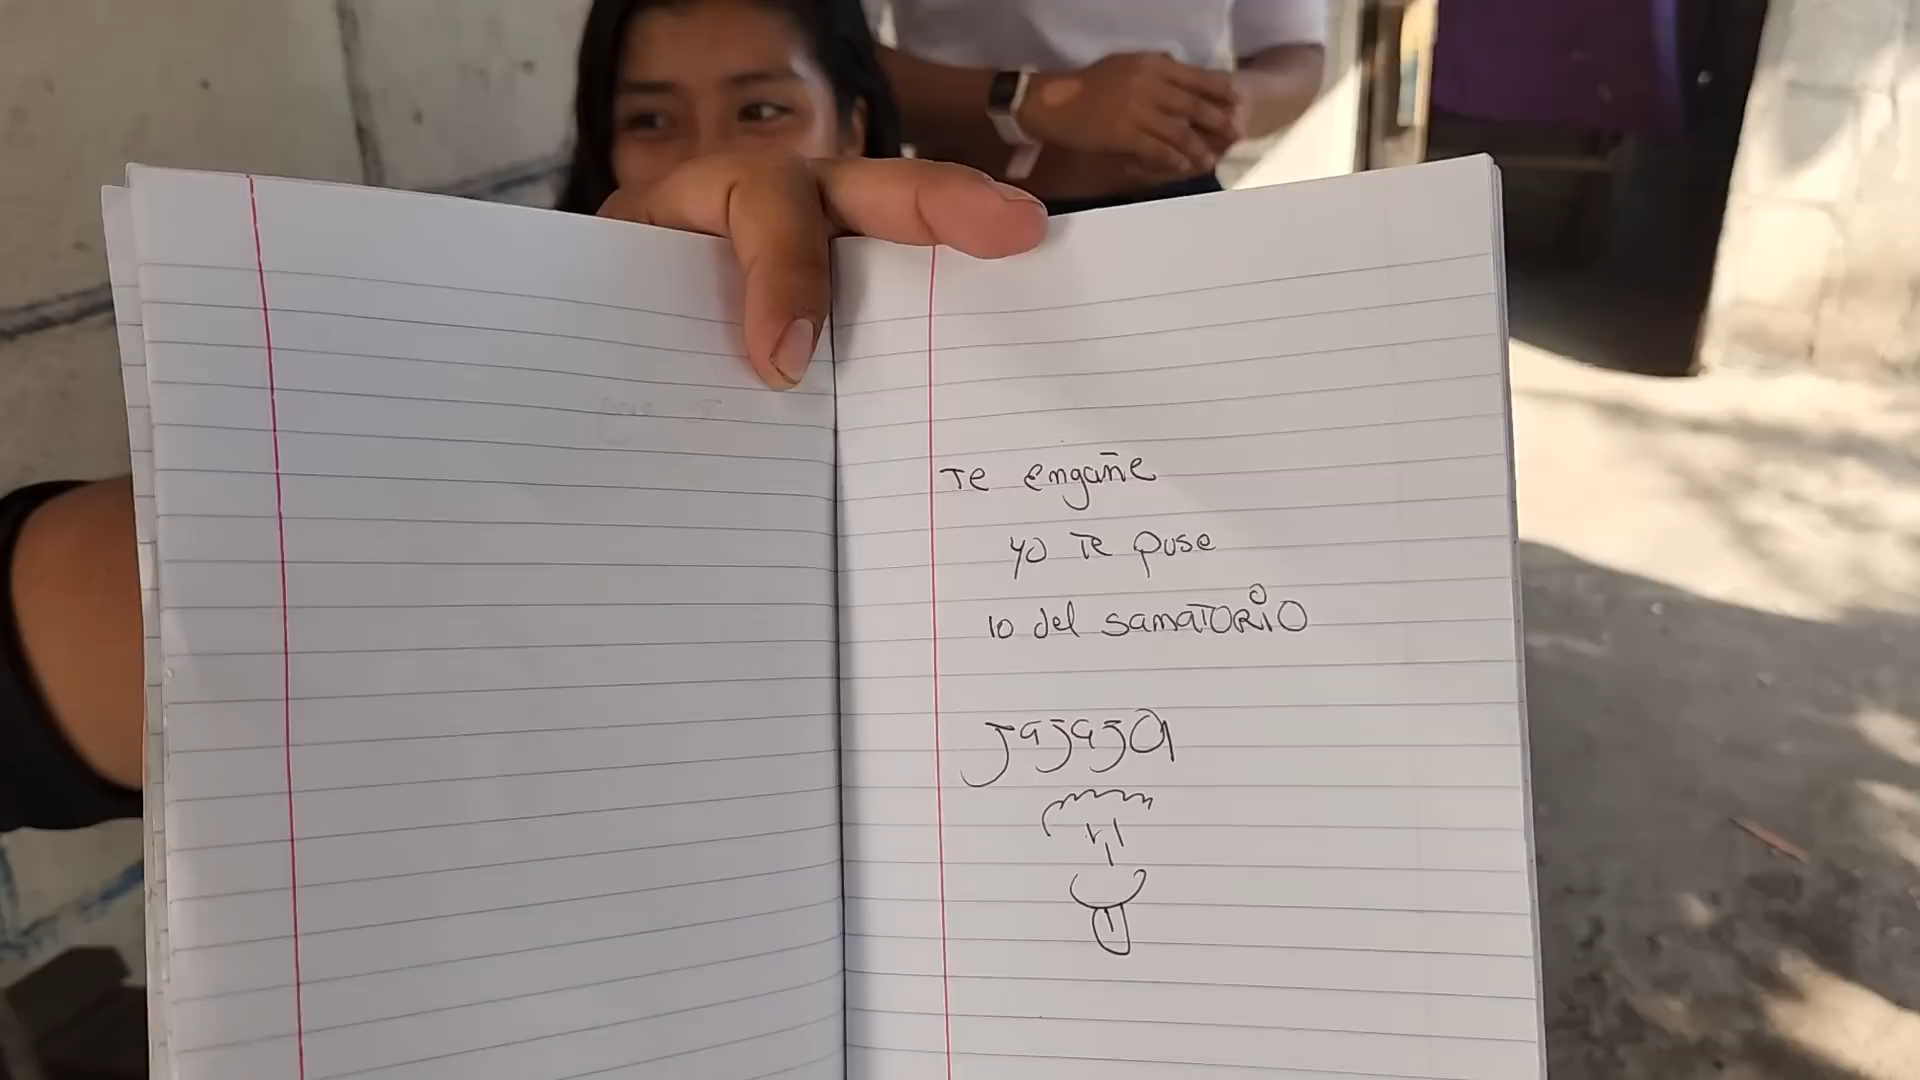 Te engañe
yo Te puse
lo del samaTORiO
jajaja